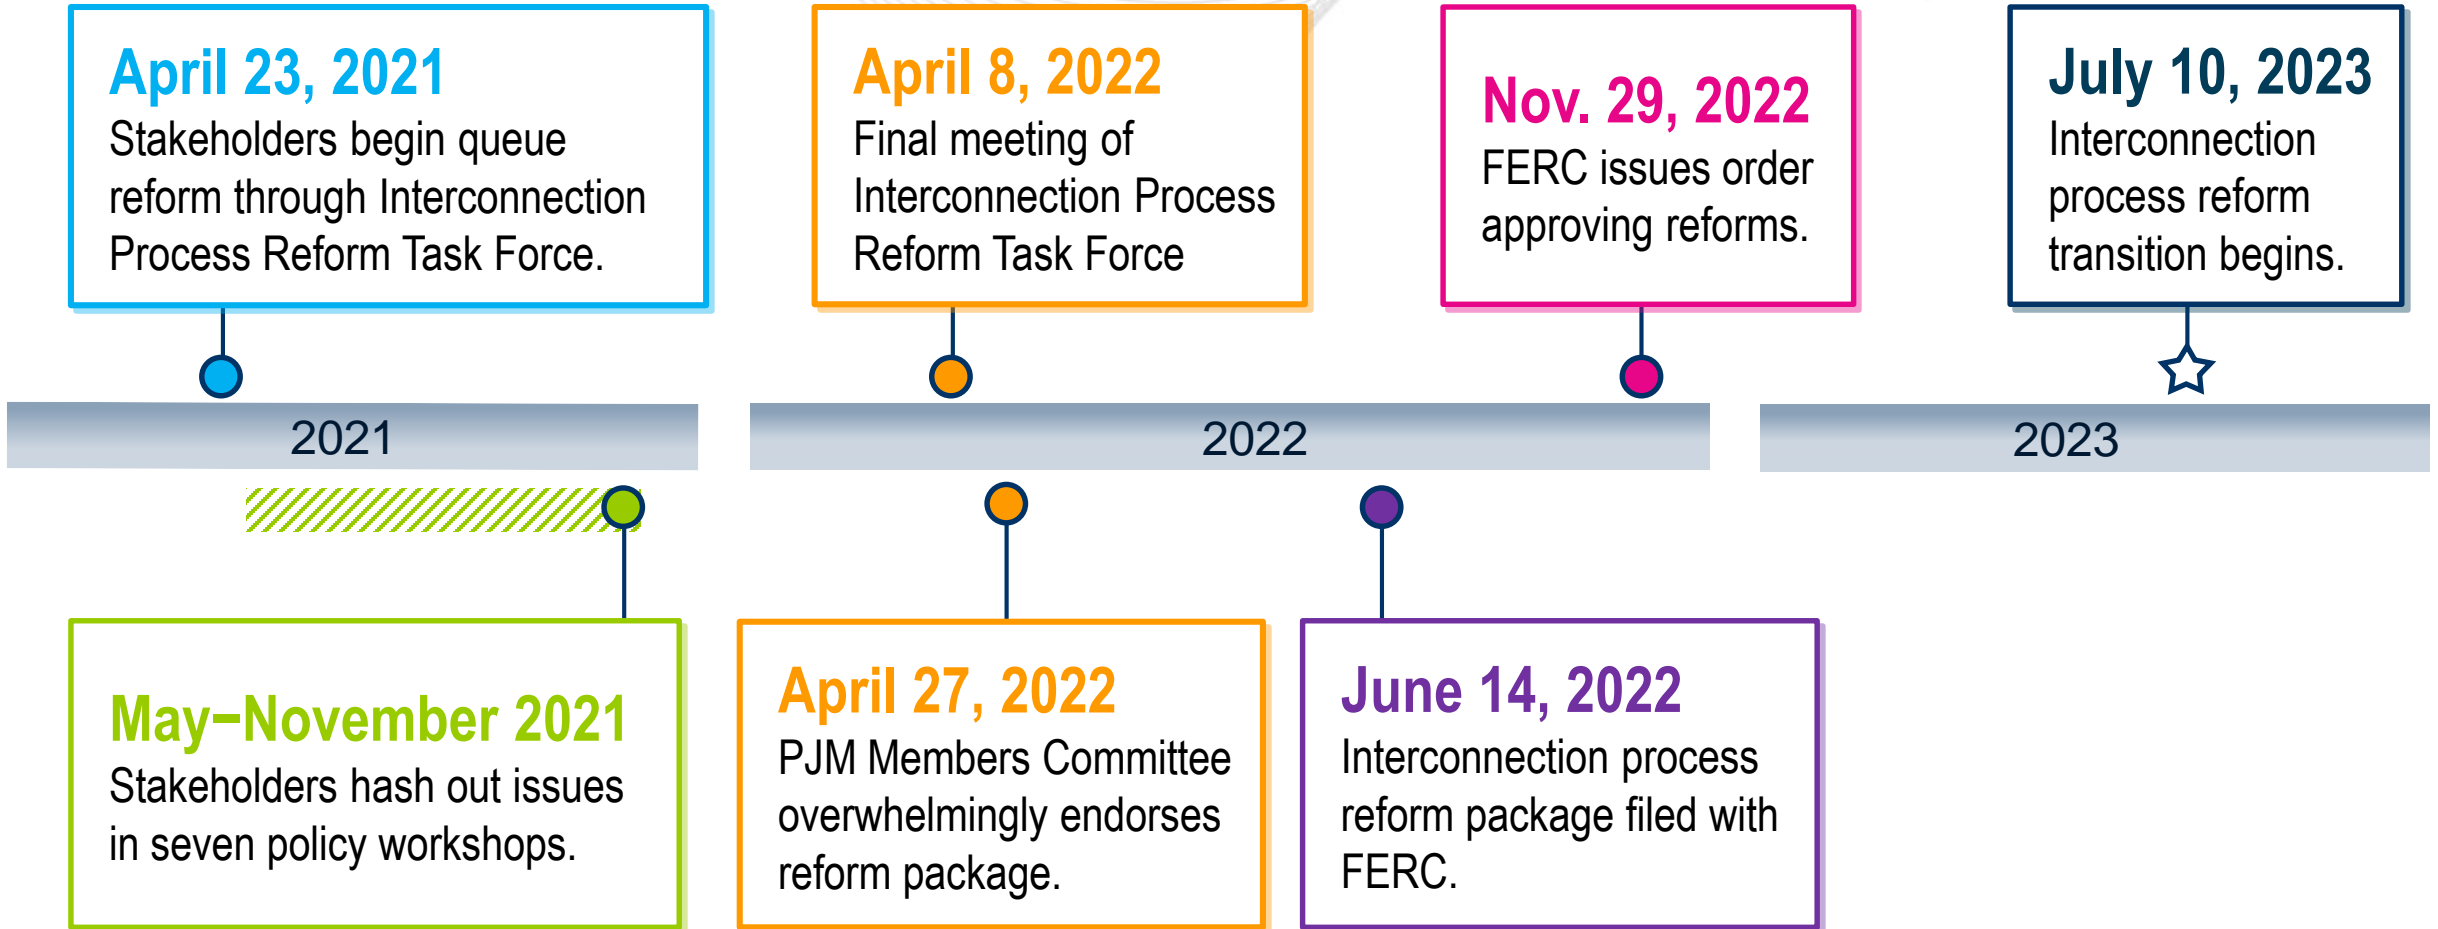 April 23, 2021
Stakeholders begin queue
reform through Interconnection
Process Reform Task Force.
April 8, 2022
Final meeting of
Interconnection Process
Reform Task Force
Nov. 29, 2022
FERC issues order
approving reforms.
July 10, 2023
Interconnection
process reform
transition begins.
2021
2022
2023
May–November 2021
Stakeholders hash out issues
in seven policy workshops.
April 27, 2022
PJM Members Committee
overwhelmingly endorses
reform package.
June 14, 2022
Interconnection process
reform package filed with
FERC.